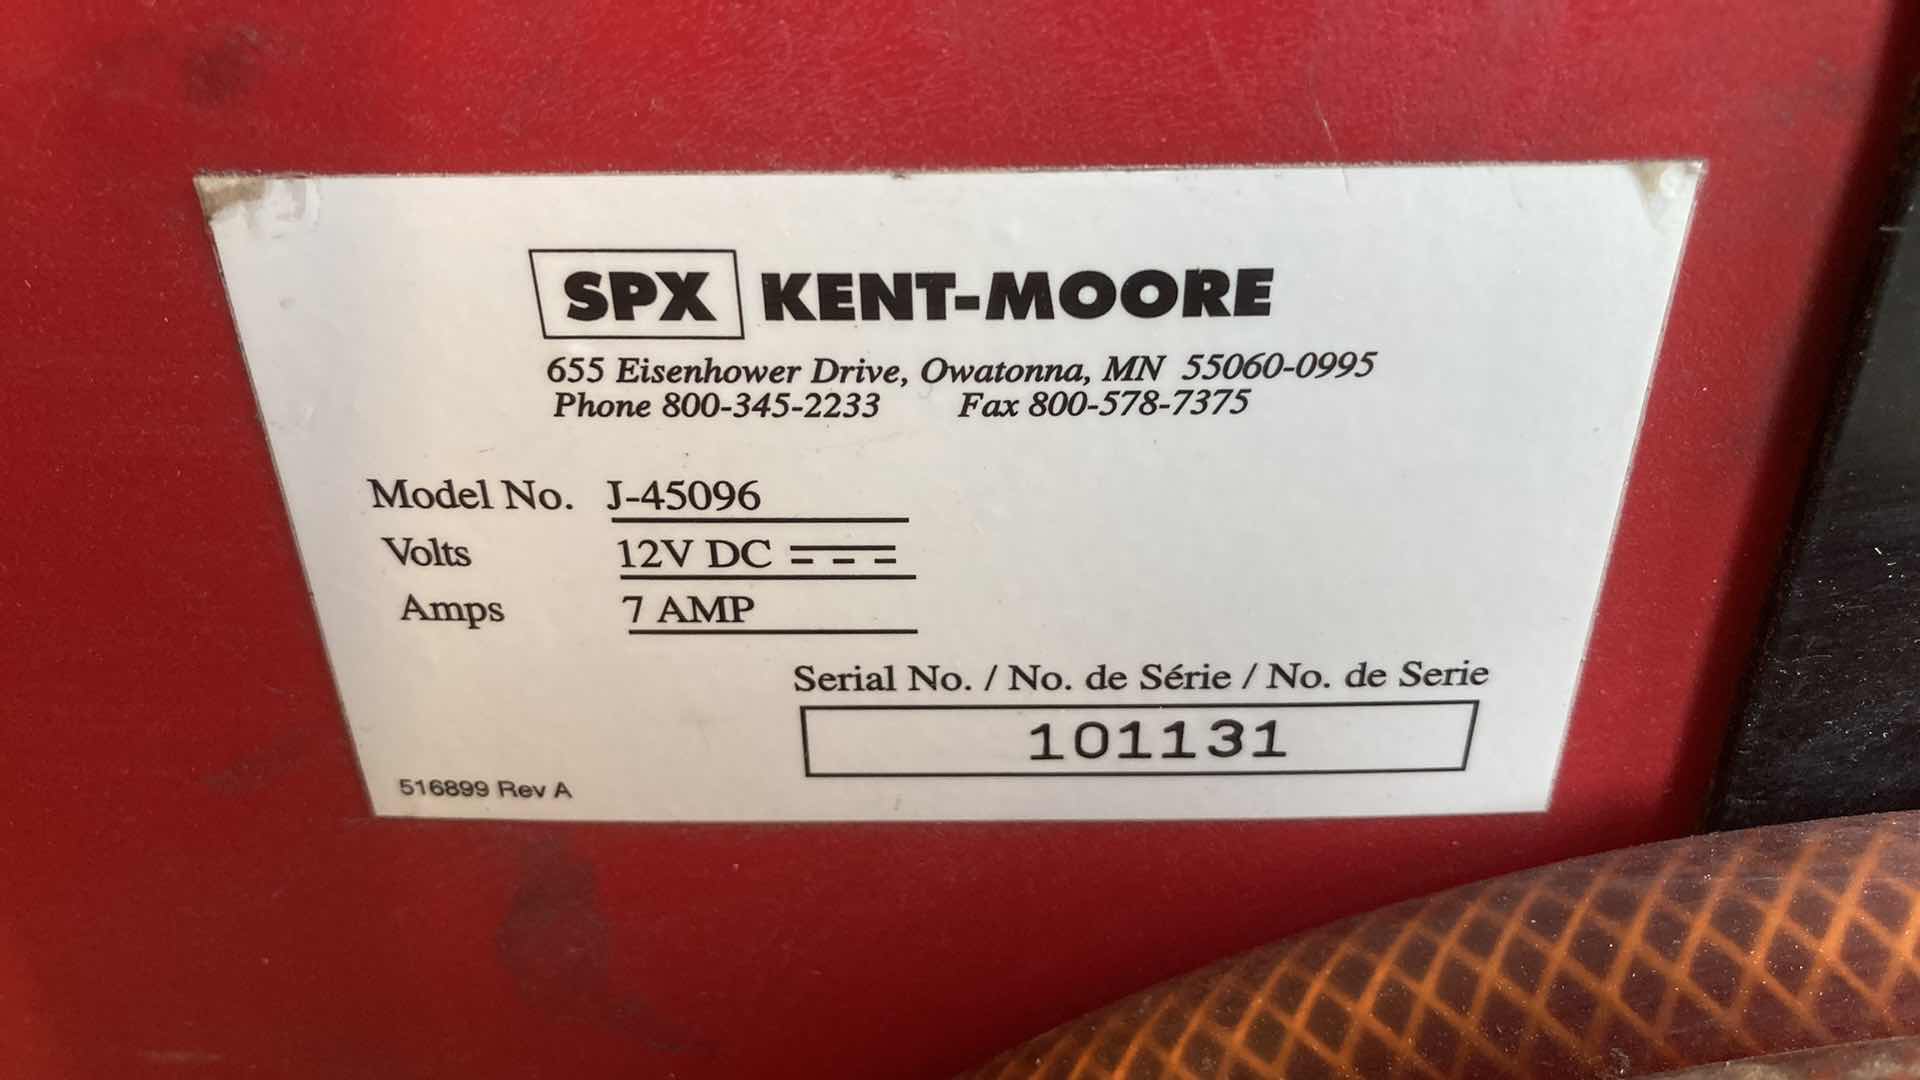 SPX KENT-MOORE
655 Eisenhower Drive, Owatonna, MN 55060-0995
Phone 800-345-2233 Fax 800-578-7375
Model No. J-45096
Volts 12V DC
Amps 7 AMP
Serial No. / No. de Série / No. de Serie
101131
516899 Rev A